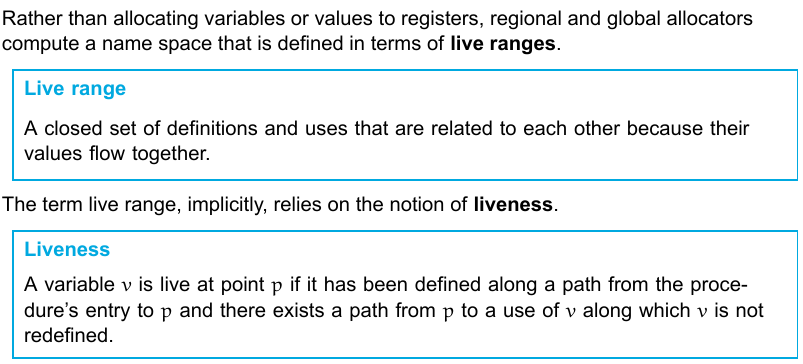 Rather than allocating variables or values to registers, regional and global allocators
compute a name space that is defined in terms of live ranges.
Live range
A closed set of definitions and uses that are related to each other because their
values flow together.
The term live range, implicitly, relies on the notion of liveness.
Liveness
A variable v is live at point p if it has been defined along a path from the proce-
dure's entry to p and there exists a path from p to a use of v along which v is not
redefined.